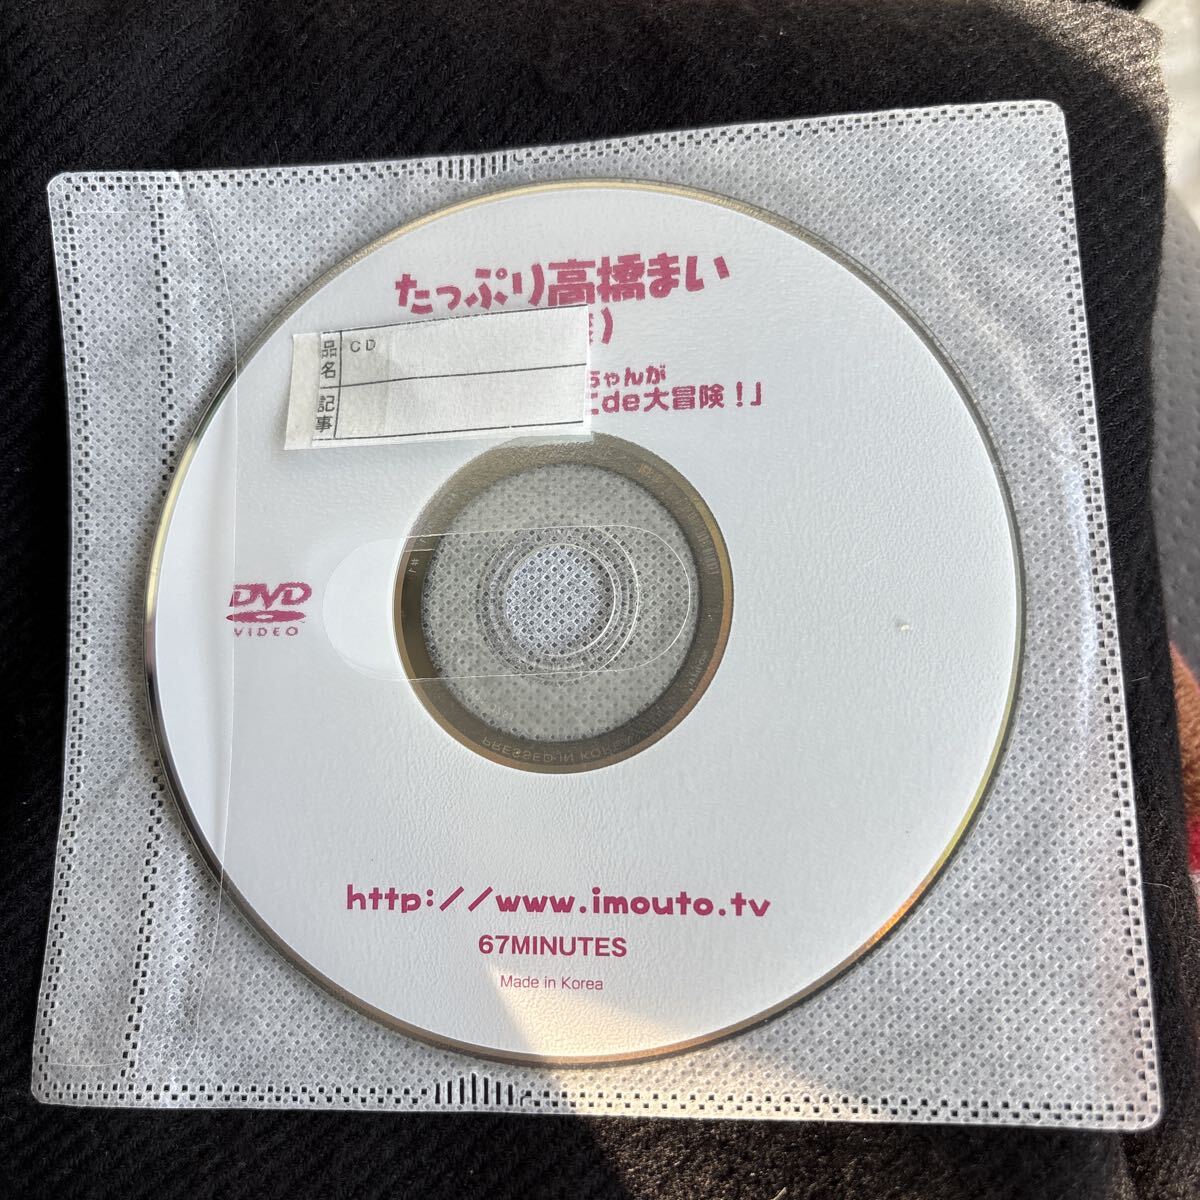 たっぷり高橋まい
)
品名 CD
記事
ちゃんが
de大冒険!」
DVD
VIDEO
PRESSED IN KOREA
http://www.imouto.tv
67MINUTES
Made in Korea